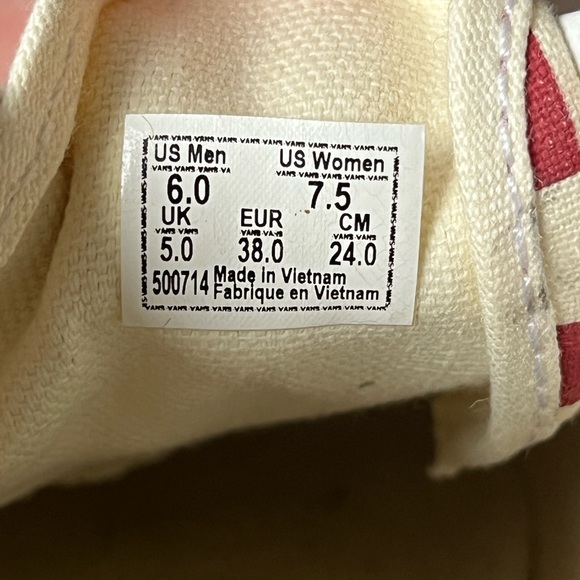 US Men US Women
6.0 7.5
UK EUR CM
5.0 38.0 24.0
500714 Made in Vietnam
Fabrique en Vietnam